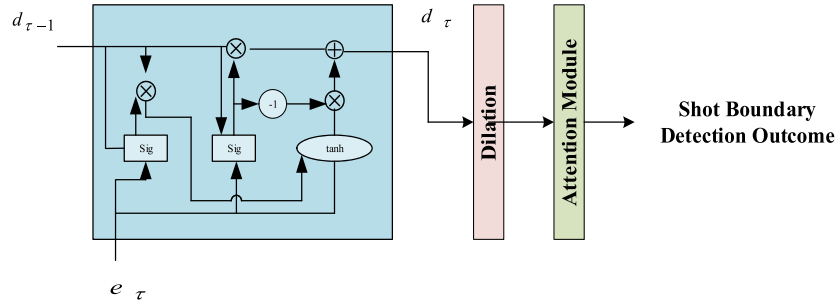 d τ−1
d τ
-1
Sig
Sig
tanh
e τ
Dilation
Attention Module
Shot Boundary
Detection Outcome